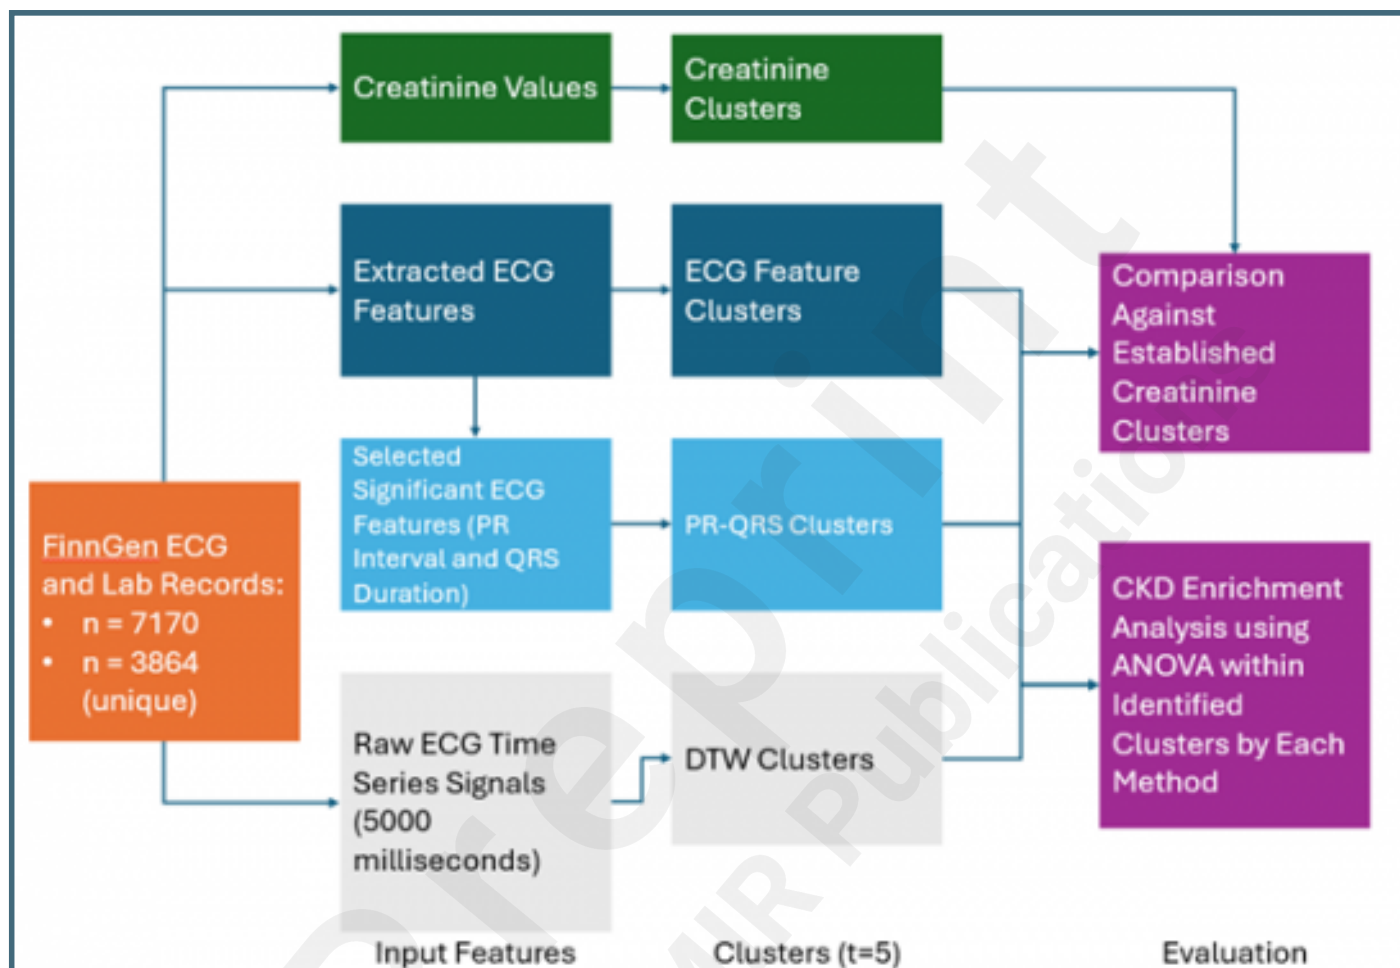 Creatinine Values
Creatinine
Clusters
Extracted ECG
Features
ECG Feature
Clusters
Comparison
Against
Established
Creatinine
Clusters
Selected
Significant ECG
Features (PR
Interval and QRS
Duration)
PR-QRS Clusters
FinnGen ECG
and Lab Records:
• n = 7170
• n = 3864
(unique)
CKD Enrichment
Analysis using
ANOVA within
Identified
Clusters by Each
Method
Raw ECG Time
Series Signals
(5000
milliseconds)
DTW Clusters
Input Features
Clusters (t=5)
Evaluation
Preprint
Publications